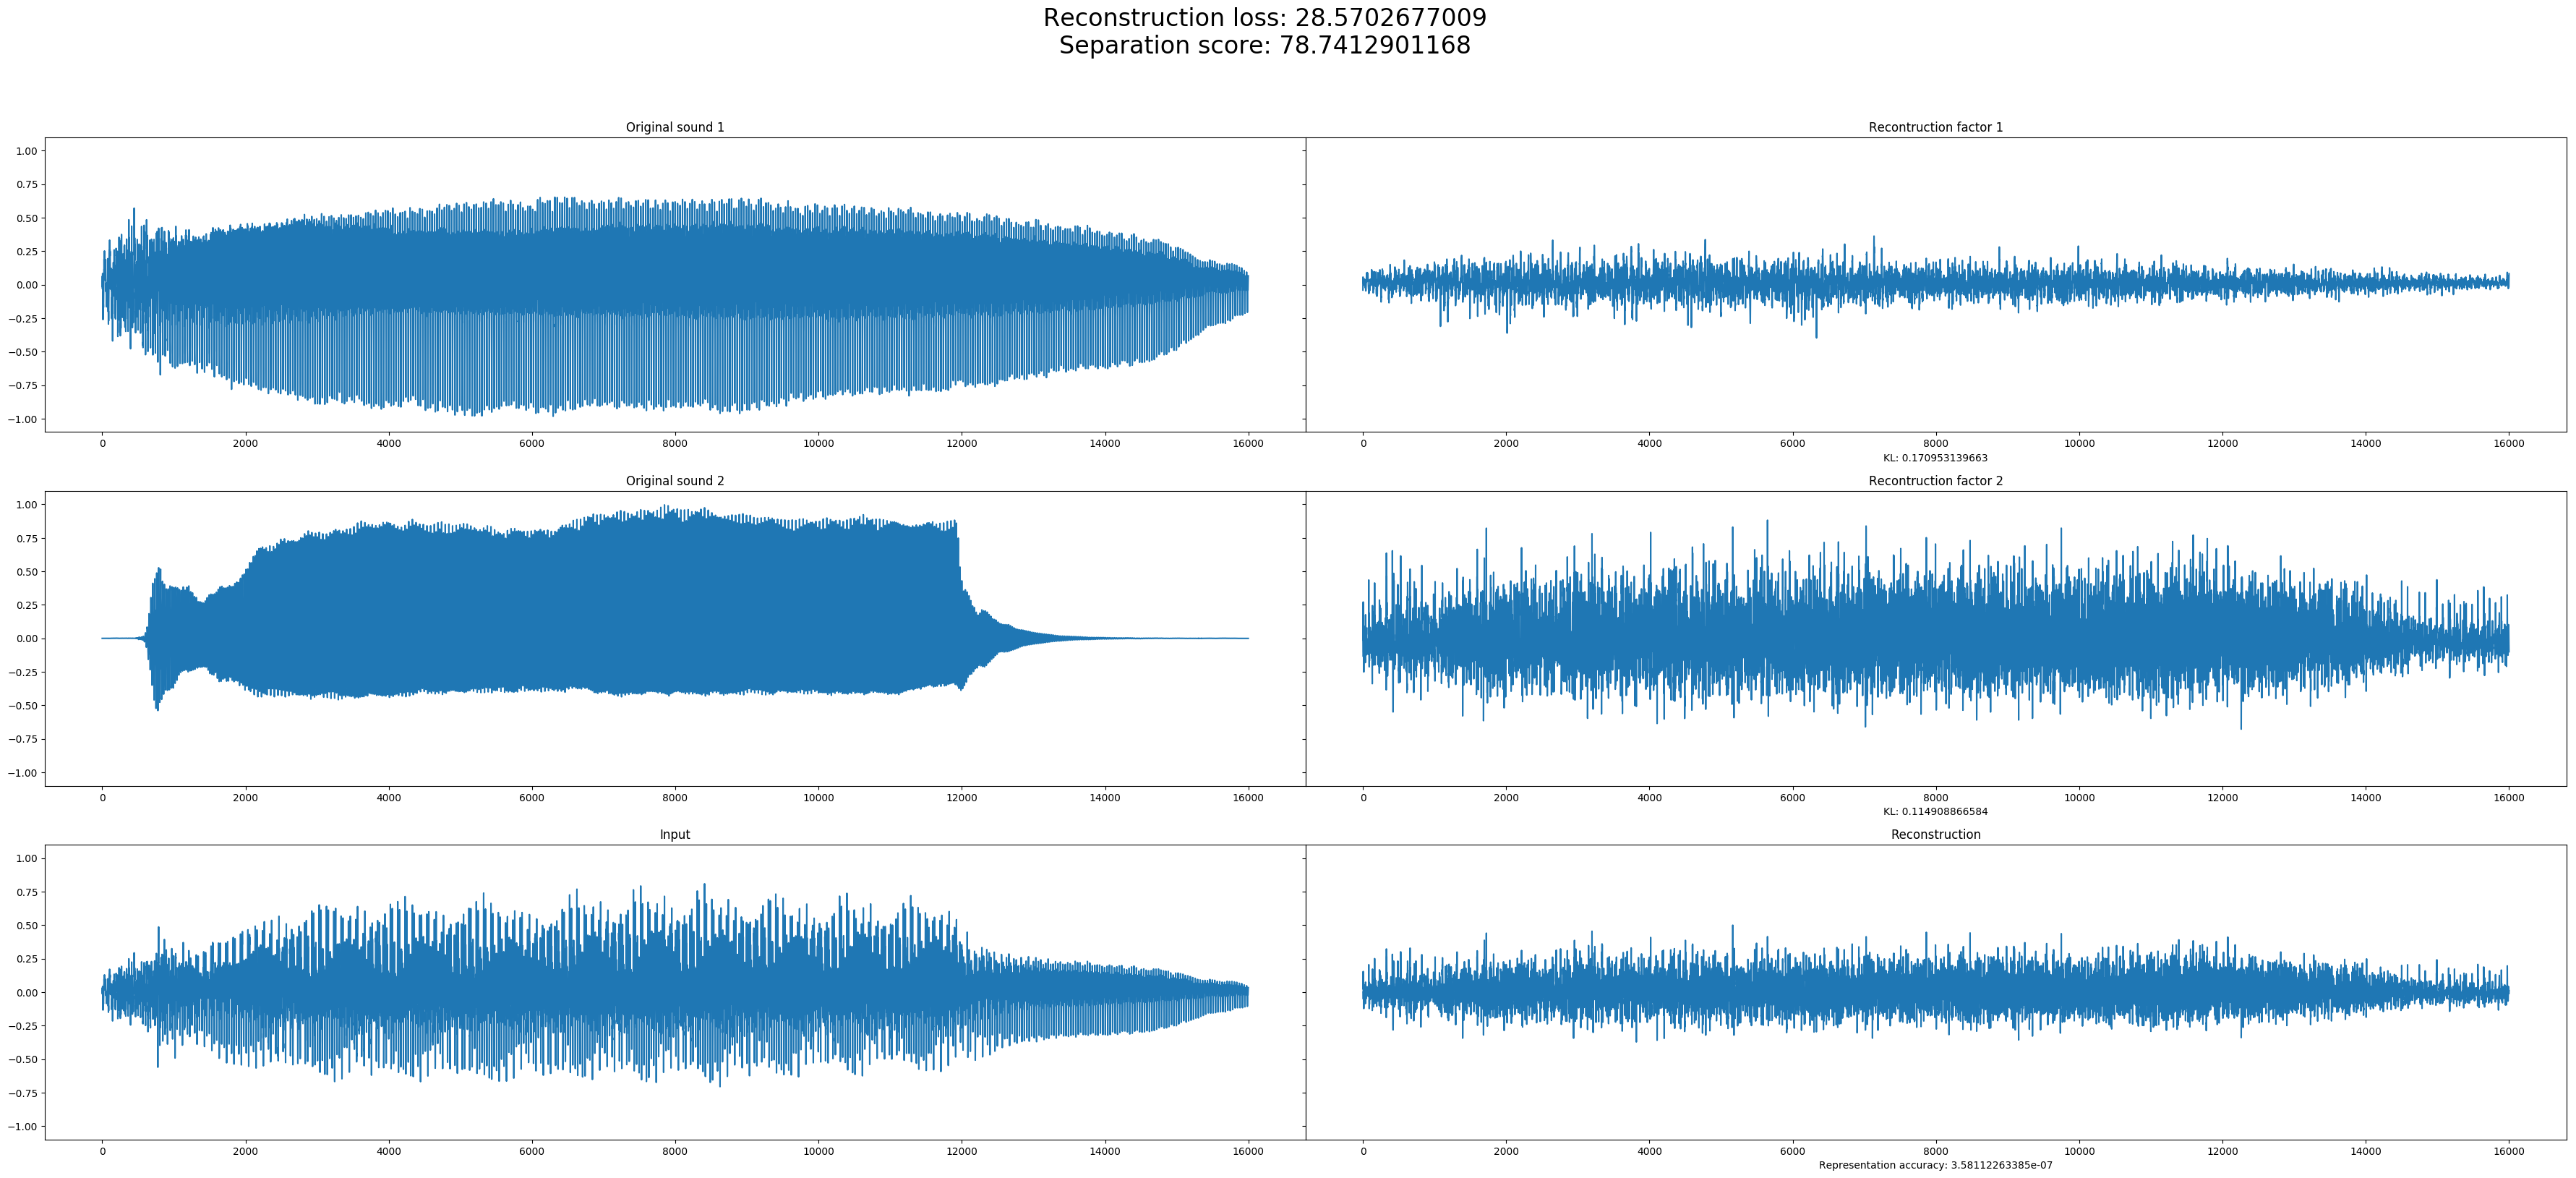 Reconstruction loss: 28.5702677009
Separation score: 78.7412901168
Original sound 1
1.00
0.75
0.50
0.25
0.00
−0.25
−0.50
−0.75
−1.00
0 2000 4000 6000 8000 10000 12000 14000 16000
Recontruction factor 1
0 2000 4000 6000 8000 10000 12000 14000 16000
KL: 0.170953139663
Original sound 2
1.00
0.75
0.50
0.25
0.00
−0.25
−0.50
−0.75
−1.00
0 2000 4000 6000 8000 10000 12000 14000 16000
Recontruction factor 2
0 2000 4000 6000 8000 10000 12000 14000 16000
KL: 0.114908866584
Input
1.00
0.75
0.50
0.25
0.00
−0.25
−0.50
−0.75
−1.00
0 2000 4000 6000 8000 10000 12000 14000 16000
Reconstruction
0 2000 4000 6000 8000 10000 12000 14000 16000
Representation accuracy: 3.58112263385e-07